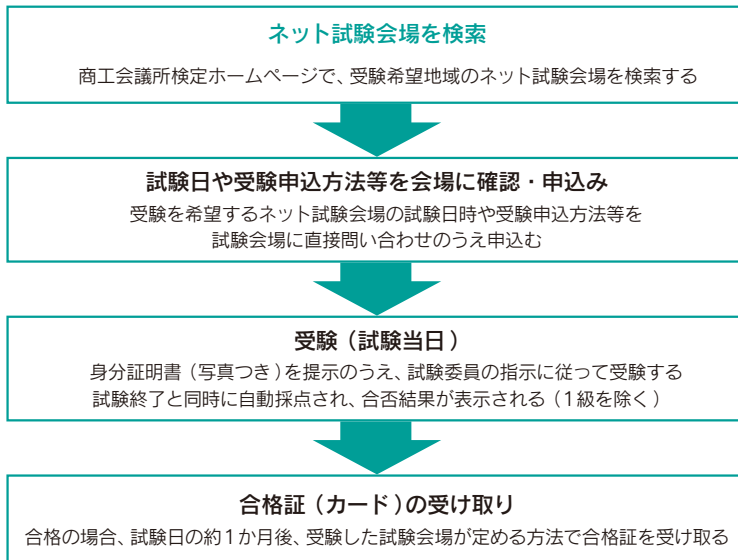 ネット試験会場を検索
商工会議所検定ホームページで、受験希望地域のネット試験会場を検索する
試験日や受験申込方法等を会場に確認・申込み
受験を希望するネット試験会場の試験日時や受験申込方法等を
試験会場に直接問い合わせのうえ申込む
受験（試験当日）
身分証明書（写真つき）を提示のうえ、試験委員の指示に従って受験する
試験終了と同時に自動採点され、合否結果が表示される（1級を除く）
合格証（カード）の受け取り
合格の場合、試験日の約1か月後、受験した試験会場が定める方法で合格証を受け取る